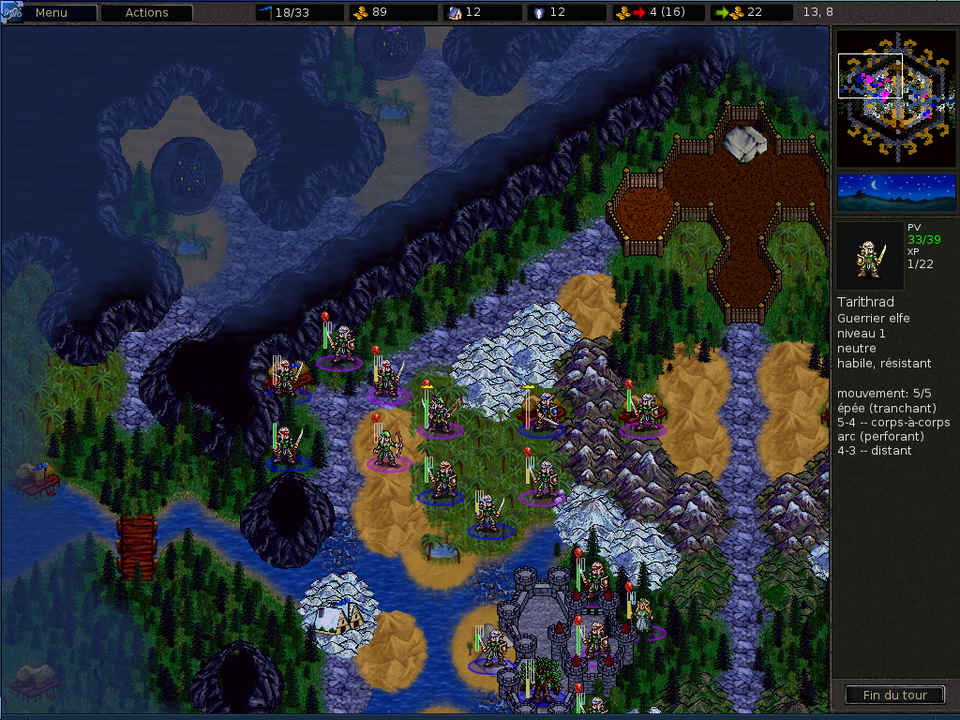 Menu
Actions
18/33
89
12
12
4 (16)
22
13, 8
PV
33/39
XP
1/22
Tarithrad
Guerrier elfe
niveau 1
neutre
habile, résistant
mouvement: 5/5
épée (tranchant)
5-4 -- corps-à-corps
arc (perforant)
4-3 -- distant
Fin du tour